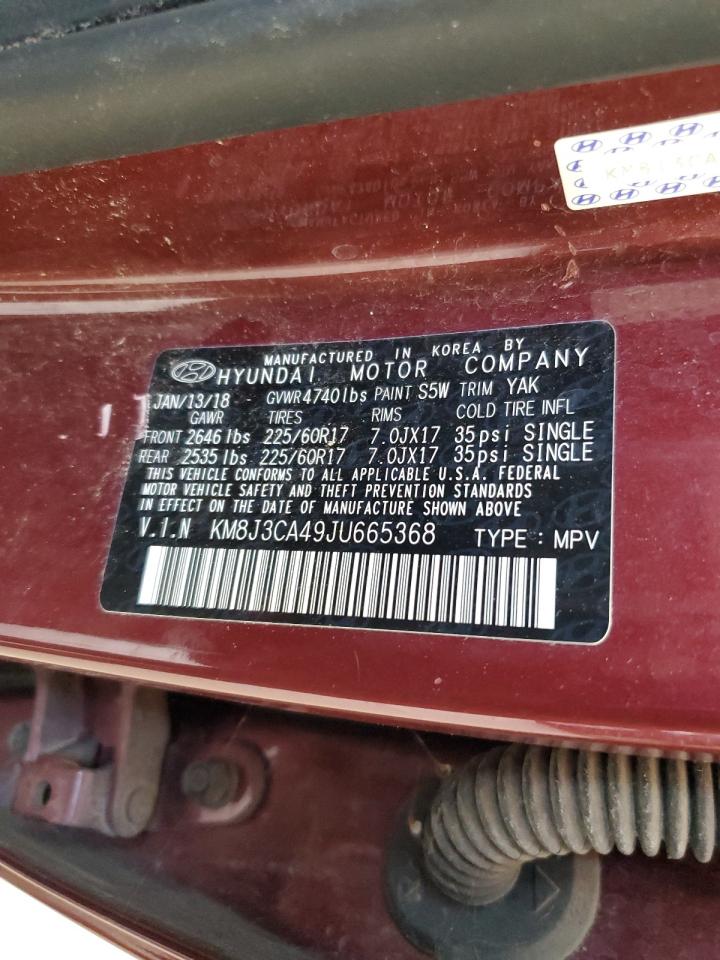 KM8J3CA
MANUFACTURED IN KOREA BY
HYUNDAI MOTOR COMPANY
JAN/13/18 GVWR4740lbs PAINT S5W TRIM YAK
GAWR TIRES RIMS COLD TIRE INFL
FRONT 2646 lbs 225/60R17 7.0JX17 35psi SINGLE
REAR 2535 lbs 225/60R17 7.0JX17 35psi SINGLE
THIS VEHICLE CONFORMS TO ALL APPLICABLE U.S.A. FEDERAL
MOTOR VEHICLE SAFETY AND THEFT PREVENTION STANDARDS
IN EFFECT ON THE DATE OF MANUFACTURE SHOWN ABOVE
V.I.N KM8J3CA49JU665368 TYPE : MPV